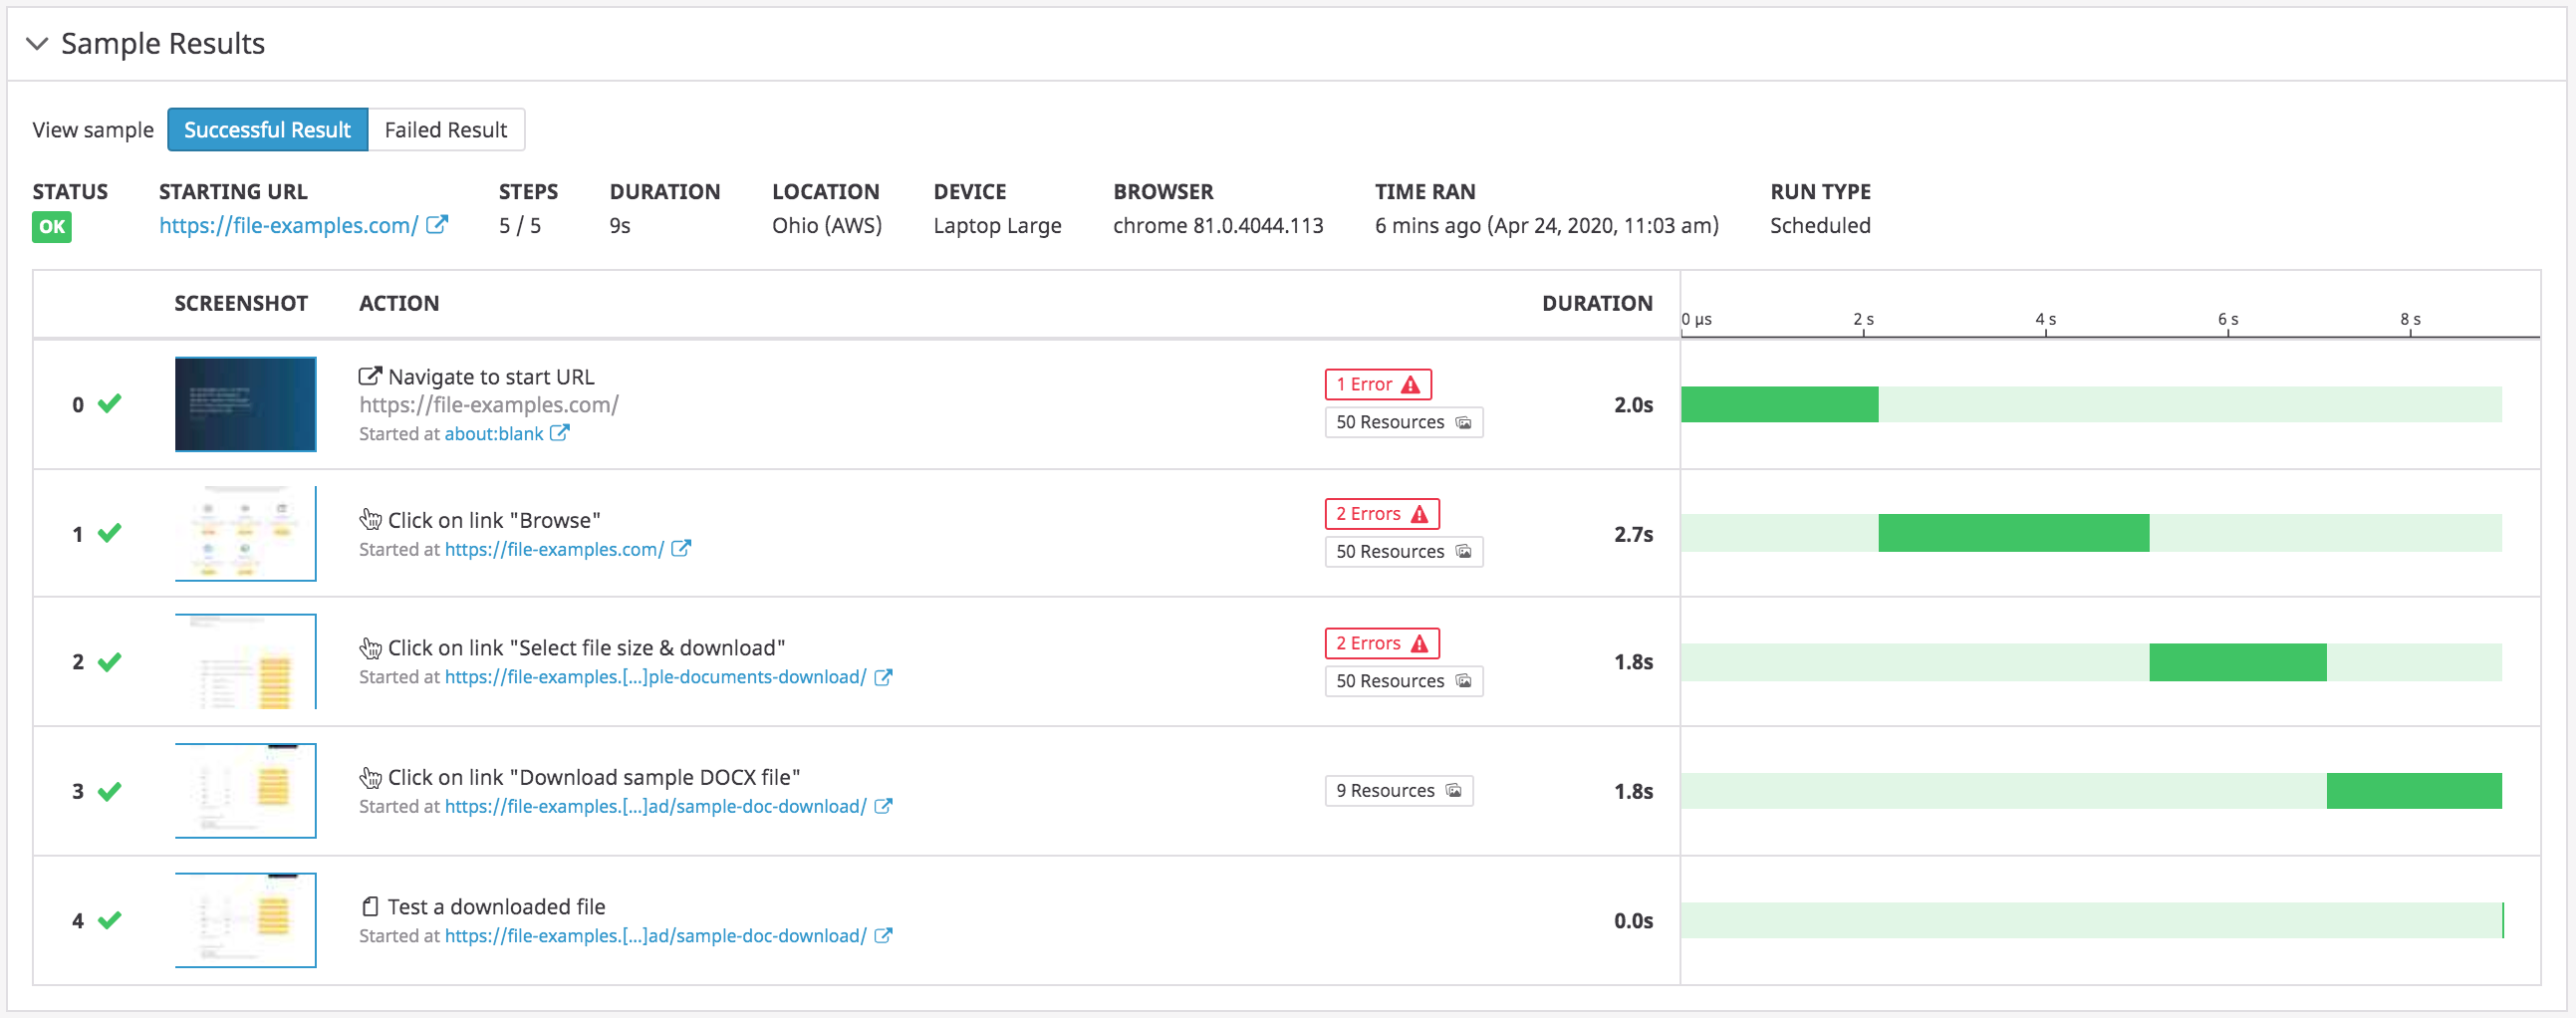 Sample Results
View sample Successful Result Failed Result
STATUS STARTING URL STEPS DURATION LOCATION DEVICE BROWSER TIME RAN RUN TYPE
OK https://file-examples.com/ 5 / 5 9s Ohio (AWS) Laptop Large chrome 81.0.4044.113 6 mins ago (Apr 24, 2020, 11:03 am) Scheduled
SCREENSHOT ACTION DURATION
0 µs 2 s 4 s 6 s 8 s
Navigate to start URL
1 Error
0 https://file-examples.com/ 2.0s
50 Resources
Started at about:blank
2 Errors
Click on link "Browse"
1 2.7s
Started at https://file-examples.com/ 50 Resources
2 Errors
Click on link "Select file size & download"
2 1.8s
Started at https://file-examples.[...]ple-documents-download/ 50 Resources
Click on link "Download sample DOCX file"
3 9 Resources 1.8s
Started at https://file-examples.[...]ad/sample-doc-download/
Test a downloaded file
4 0.0s
Started at https://file-examples.[...]ad/sample-doc-download/